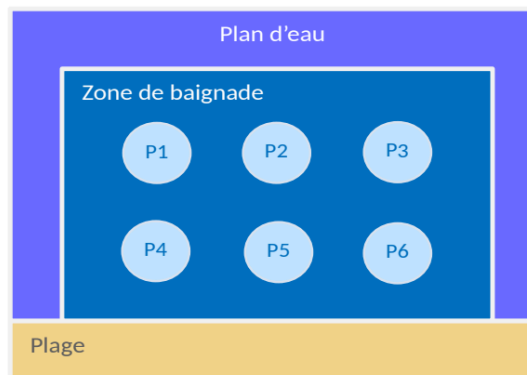 Plan d’eau
Zone de baignade
P1 P2 P3
P4 P5 P6
Plage